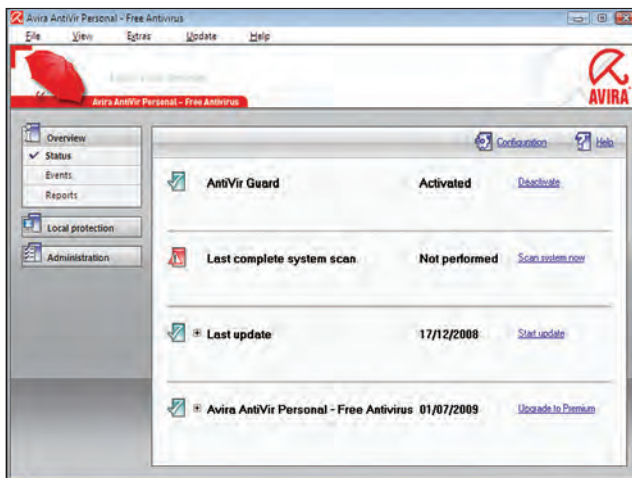 Avira AntiVir Personal - Free Antivirus
File View Extras Update Help
Avira AntiVir Personal - Free Antivirus
AVIRA
Overview
Status
Events
Reports
Local protection
Administration
Configuration Help
AntiVir Guard Activated Deactivate
Last complete system scan Not performed Scan system now
Last update 17/12/2008 Start update
Avira AntiVir Personal - Free Antivirus 01/07/2009 Upgrade to Premium